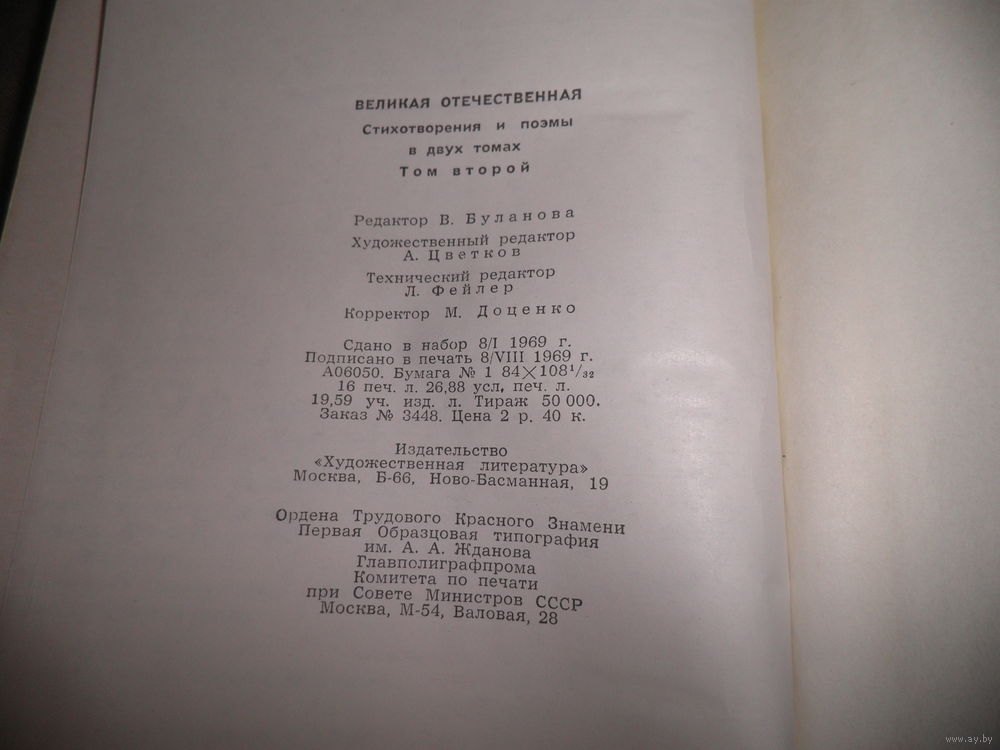 ВЕЛИКАЯ ОТЕЧЕСТВЕННАЯ
Стихотворения и поэмы
в двух томах
Том второй
Редактор В. Буланова
Художественный редактор
А. Цветков
Технический редактор
Л. Фейлер
Корректор М. Доценко
Сдано в набор 8/I 1969 г.
Подписано в печать 8/VIII 1969 г.
А06050. Бумага № 1 84×108¹/₃₂
16 печ. л. 26,88 усл. печ. л.
19,59 уч. изд. л. Тираж 50 000.
Заказ № 3448. Цена 2 р. 40 к.
Издательство
«Художественная литература»
Москва, Б-66, Ново-Басманная, 19
Ордена Трудового Красного Знамени
Первая Образцовая типография
им. А. А. Жданова
Главполиграфпрома
Комитета по печати
при Совете Министров СССР
Москва, М-54, Валовая, 28
www.ay.by